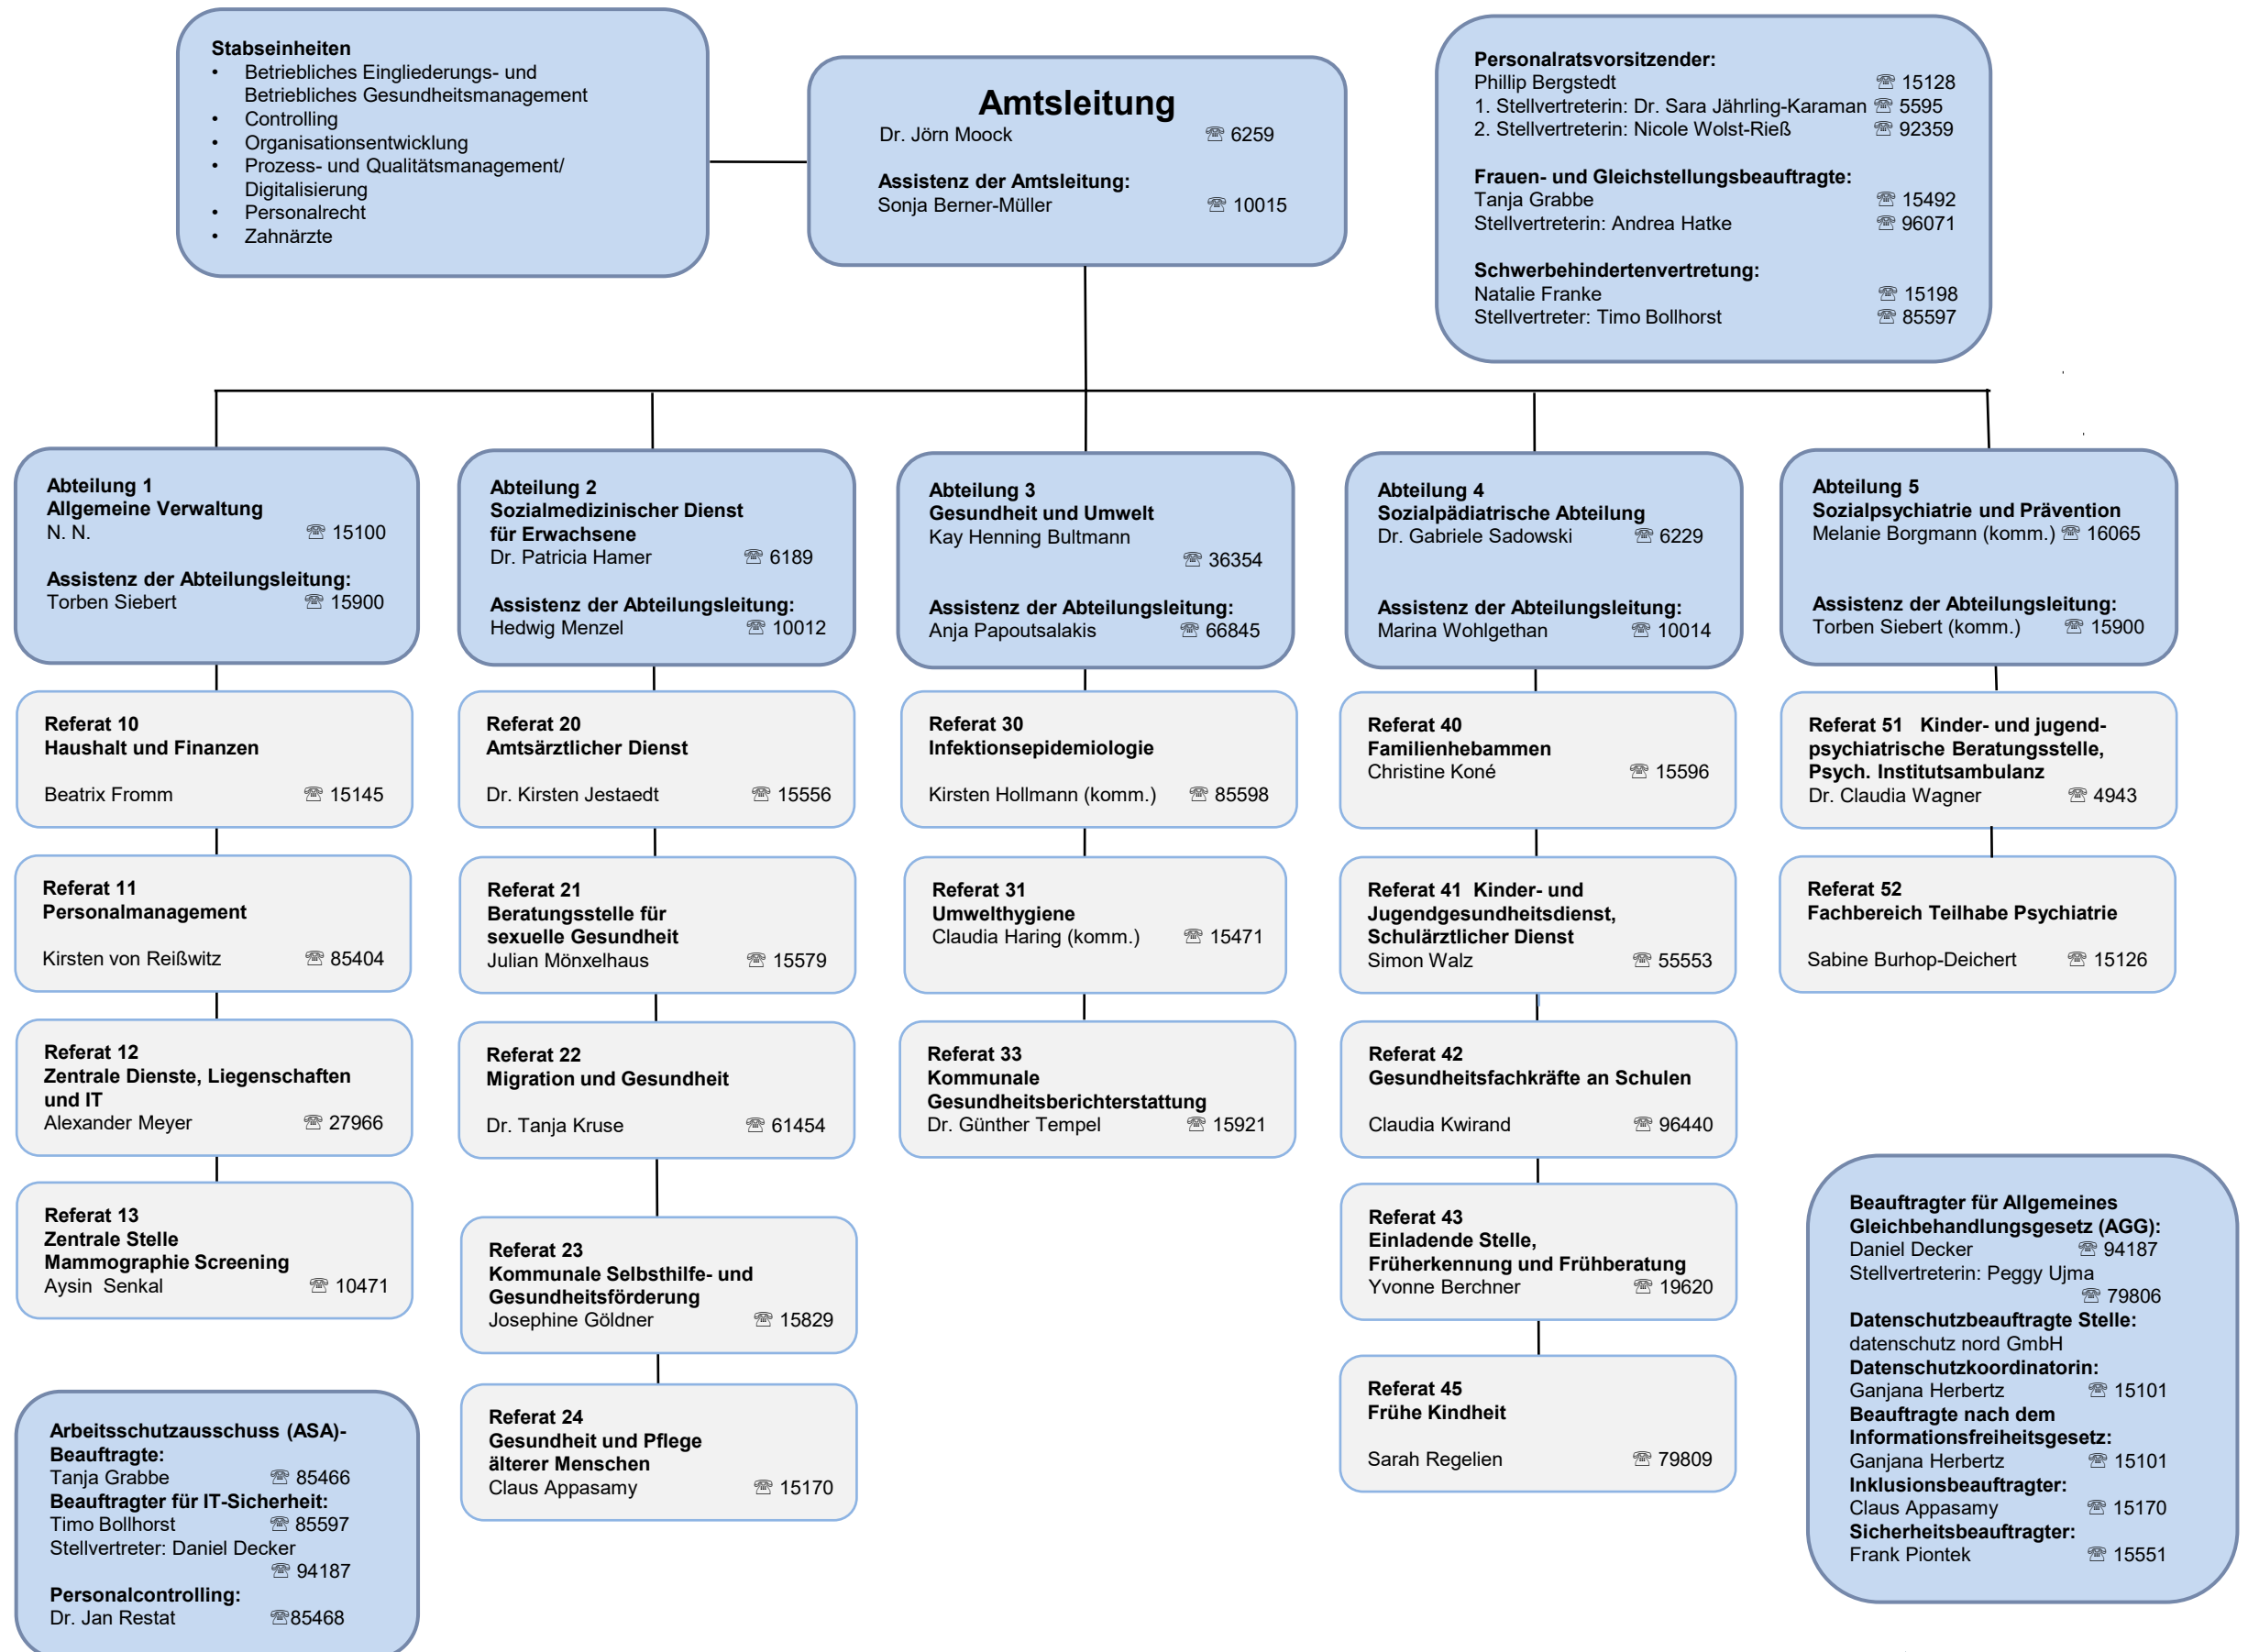 Stabseinheiten
• Betriebliches Eingliederungs- und
Betriebliches Gesundheitsmanagement
• Controlling
• Organisationsentwicklung
• Prozess- und Qualitätsmanagement/
Digitalisierung
• Personalrecht
• Zahnärzte
Amtsleitung
Dr. Jörn Moock ☏ 6259
Assistenz der Amtsleitung:
Sonja Berner-Müller ☏ 10015
Personalratsvorsitzender:
Phillip Bergstedt ☏ 15128
1. Stellvertreterin: Dr. Sara Jährling-Karaman ☏ 5595
2. Stellvertreterin: Nicole Wolst-Rieß ☏ 92359
Frauen- und Gleichstellungsbeauftragte:
Tanja Grabbe ☏ 15492
Stellvertreterin: Andrea Hatke ☏ 96071
Schwerbehindertenvertretung:
Natalie Franke ☏ 15198
Stellvertreter: Timo Bollhorst ☏ 85597
Abteilung 1
Allgemeine Verwaltung
N. N. ☏ 15100
Assistenz der Abteilungsleitung:
Torben Siebert ☏ 15900
Abteilung 2
Sozialmedizinischer Dienst
für Erwachsene
Dr. Patricia Hamer ☏ 6189
Assistenz der Abteilungsleitung:
Hedwig Menzel ☏ 10012
Abteilung 3
Gesundheit und Umwelt
Kay Henning Bultmann
☏ 36354
Assistenz der Abteilungsleitung:
Anja Papoutsalakis ☏ 66845
Abteilung 4
Sozialpädiatrische Abteilung
Dr. Gabriele Sadowski ☏ 6229
Assistenz der Abteilungsleitung:
Marina Wohlgethan ☏ 10014
Abteilung 5
Sozialpsychiatrie und Prävention
Melanie Borgmann (komm.) ☏ 16065
Assistenz der Abteilungsleitung:
Torben Siebert (komm.) ☏ 15900
Referat 10
Haushalt und Finanzen
Beatrix Fromm ☏ 15145
Referat 11
Personalmanagement
Kirsten von Reißwitz ☏ 85404
Referat 12
Zentrale Dienste, Liegenschaften
und IT
Alexander Meyer ☏ 27966
Referat 13
Zentrale Stelle
Mammographie Screening
Aysin Senkal ☏ 10471
Referat 20
Amtsärztlicher Dienst
Dr. Kirsten Jestaedt ☏ 15556
Referat 21
Beratungsstelle für
sexuelle Gesundheit
Julian Mönxelhaus ☏ 15579
Referat 22
Migration und Gesundheit
Dr. Tanja Kruse ☏ 61454
Referat 23
Kommunale Selbsthilfe- und
Gesundheitsförderung
Josephine Göldner ☏ 15829
Referat 24
Gesundheit und Pflege
älterer Menschen
Claus Appasamy ☏ 15170
Referat 30
Infektionsepidemiologie
Kirsten Hollmann (komm.) ☏ 85598
Referat 31
Umwelthygiene
Claudia Haring (komm.) ☏ 15471
Referat 33
Kommunale
Gesundheitsberichterstattung
Dr. Günther Tempel ☏ 15921
Referat 40
Familienhebammen
Christine Koné ☏ 15596
Referat 41 Kinder- und
Jugendgesundheitsdienst,
Schulärztlicher Dienst
Simon Walz ☏ 55553
Referat 42
Gesundheitsfachkräfte an Schulen
Claudia Kwirand ☏ 96440
Referat 43
Einladende Stelle,
Früherkennung und Frühberatung
Yvonne Berchner ☏ 19620
Referat 45
Frühe Kindheit
Sarah Regelien ☏ 79809
Referat 51 Kinder- und jugend-
psychiatrische Beratungsstelle,
Psych. Institutsambulanz
Dr. Claudia Wagner ☏ 4943
Referat 52
Fachbereich Teilhabe Psychiatrie
Sabine Burhop-Deichert ☏ 15126
Arbeitsschutzausschuss (ASA)-
Beauftragte:
Tanja Grabbe ☏ 85466
Beauftragter für IT-Sicherheit:
Timo Bollhorst ☏ 85597
Stellvertreter: Daniel Decker
☏ 94187
Personalcontrolling:
Dr. Jan Restat ☏85468
Beauftragter für Allgemeines
Gleichbehandlungsgesetz (AGG):
Daniel Decker ☏ 94187
Stellvertreterin: Peggy Ujma
☏ 79806
Datenschutzbeauftragte Stelle:
datenschutz nord GmbH
Datenschutzkoordinatorin:
Ganjana Herbertz ☏ 15101
Beauftragte nach dem
Informationsfreiheitsgesetz:
Ganjana Herbertz ☏ 15101
Inklusionsbeauftragter:
Claus Appasamy ☏ 15170
Sicherheitsbeauftragter:
Frank Piontek ☏ 15551